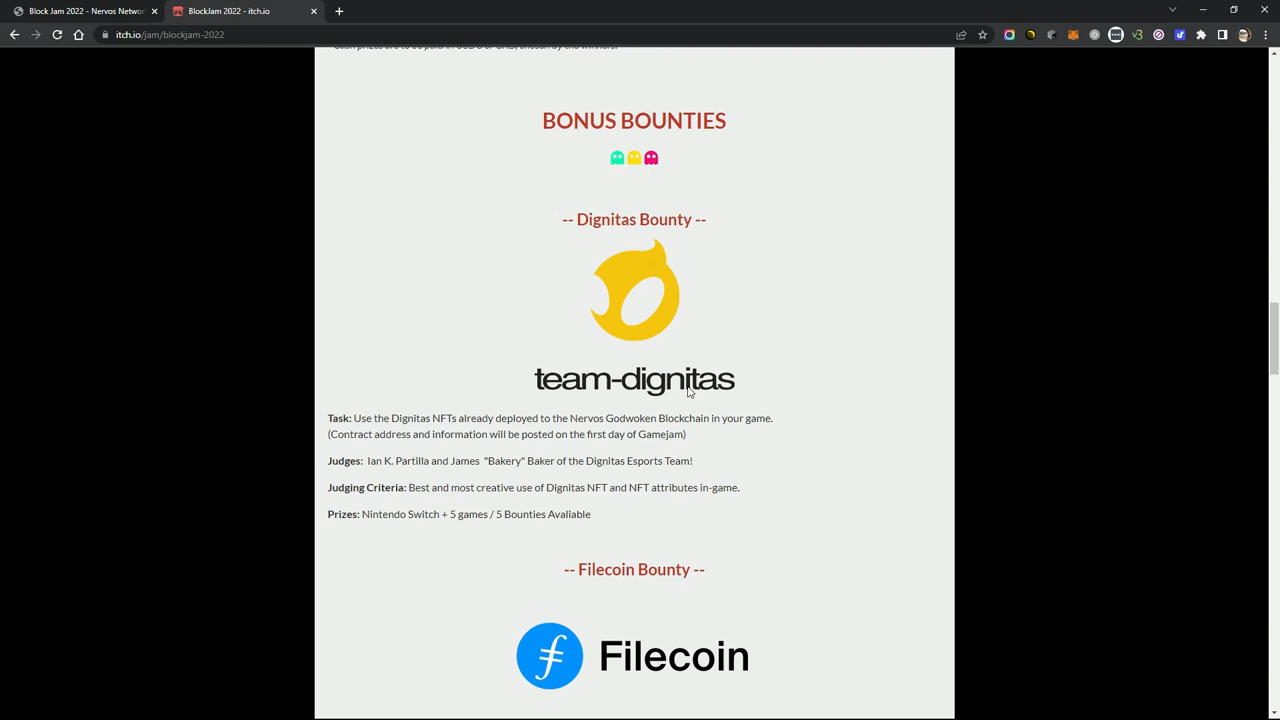 BlockJam 2022 - Nervos Networ
BlockJam 2022 - itch.io
itch.io/jam/blockjam-2022
BONUS BOUNTIES
-- Dignitas Bounty --
team-dignitas
Task: Use the Dignitas NFTs already deployed to the Nervos Godwoken Blockchain in your game.
(Contract address and information will be posted on the first day of Gamejam)
Judges: Ian K. Partilla and James "Bakery" Baker of the Dignitas Esports Team!
Judging Criteria: Best and most creative use of Dignitas NFT and NFT attributes in-game.
Prizes: Nintendo Switch + 5 games / 5 Bounties Avaliable
-- Filecoin Bounty --
Filecoin